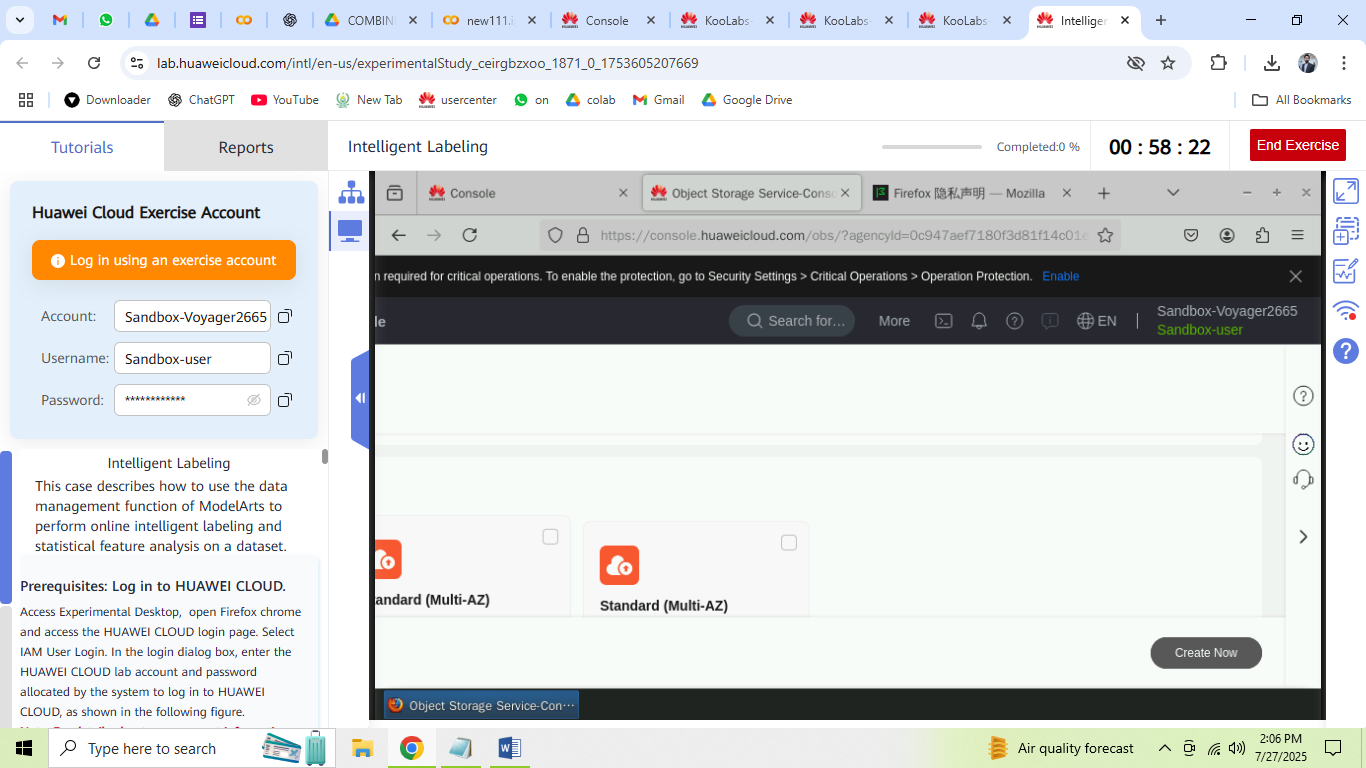 COMBIN
new111.i
Console
KooLabs
KooLabs
KooLabs
Intelliger
lab.huaweicloud.com/intl/en-us/experimentalStudy_ceirgbzxoo_1871_0_1753605207669
Downloader
ChatGPT
YouTube
New Tab
usercenter
on
colab
Gmail
Google Drive
All Bookmarks
Tutorials
Reports
Intelligent Labeling
Completed:0 %
00 : 58 : 22
End Exercise
Huawei Cloud Exercise Account
Log in using an exercise account
Account: Sandbox-Voyager2665
Username: Sandbox-user
Password: ************
Intelligent Labeling
This case describes how to use the data
management function of ModelArts to
perform online intelligent labeling and
statistical feature analysis on a dataset.
Prerequisites: Log in to HUAWEI CLOUD.
Access Experimental Desktop, open Firefox chrome
and access the HUAWEI CLOUD login page. Select
IAM User Login. In the login dialog box, enter the
HUAWEI CLOUD lab account and password
allocated by the system to log in to HUAWEI
CLOUD, as shown in the following figure.
Console
Object Storage Service-Conso
Firefox 隐私声明 — Mozilla
https://console.huaweicloud.com/obs/?agencyId=0c947aef7180f3d81f14c01e
n required for critical operations. To enable the protection, go to Security Settings > Critical Operations > Operation Protection. Enable
le
Search for...
More
EN
Sandbox-Voyager2665
Sandbox-user
andard (Multi-AZ)
Standard (Multi-AZ)
Create Now
Object Storage Service-Con···
Type here to search
Air quality forecast
2:06 PM
7/27/2025